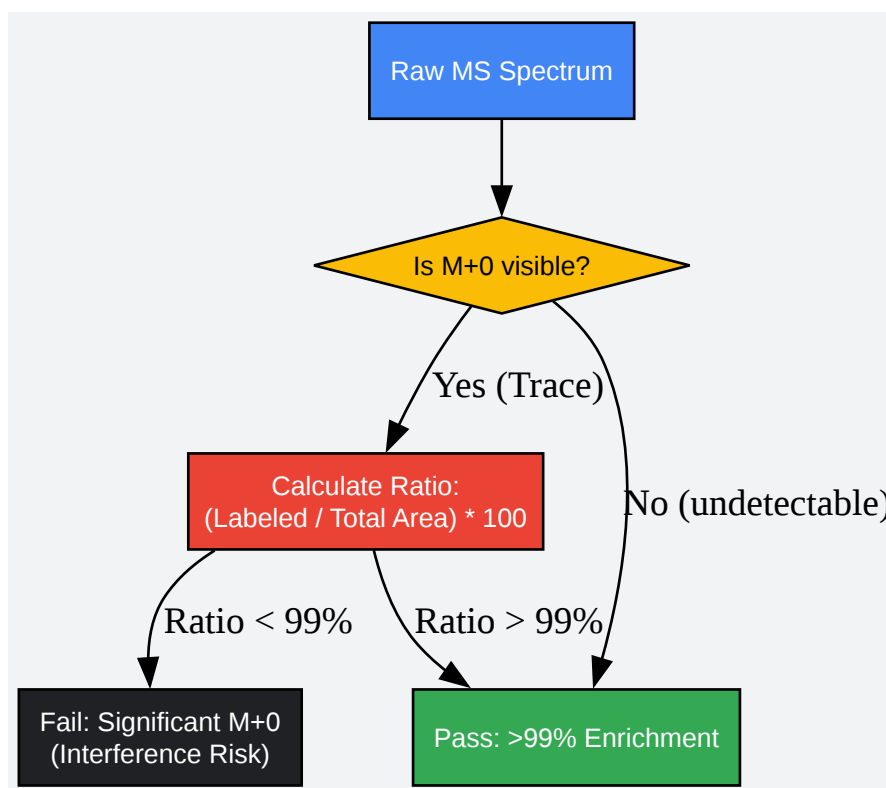 Raw MS Spectrum
Is M+0 visible?
Yes (Trace)
Calculate Ratio:
(Labeled / Total Area) * 100
No (undetectable)
Ratio < 99%
Ratio > 99%
Fail: Significant M+0
(Interference Risk)
Pass: >99% Enrichment